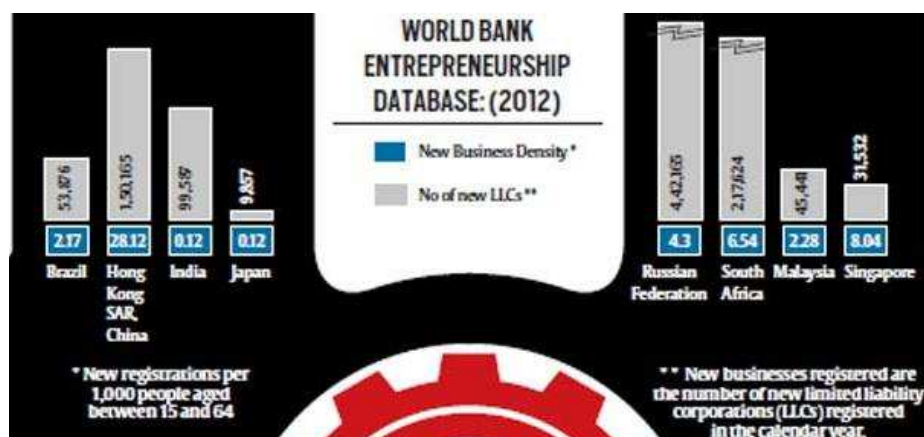 WORLD BANK
ENTREPRENEURSHIP
DATABASE: (2012)
New Business Density *
No of new LLCs **
53,876
1,50,165
99,587
9,857
2.17
28.12
0.12
0.12
Brazil
Hong
Kong
SAR,
China
India
Japan
4,42,165
2,17,624
45,441
31,532
4.3
6.54
2.28
8.04
Russian
Federation
South
Africa
Malaysia
Singapore
* New registrations per
1,000 people aged
between 15 and 64
** New businesses registered are
the number of new limited liability
corporations (LLCs) registered
in the calendar year.